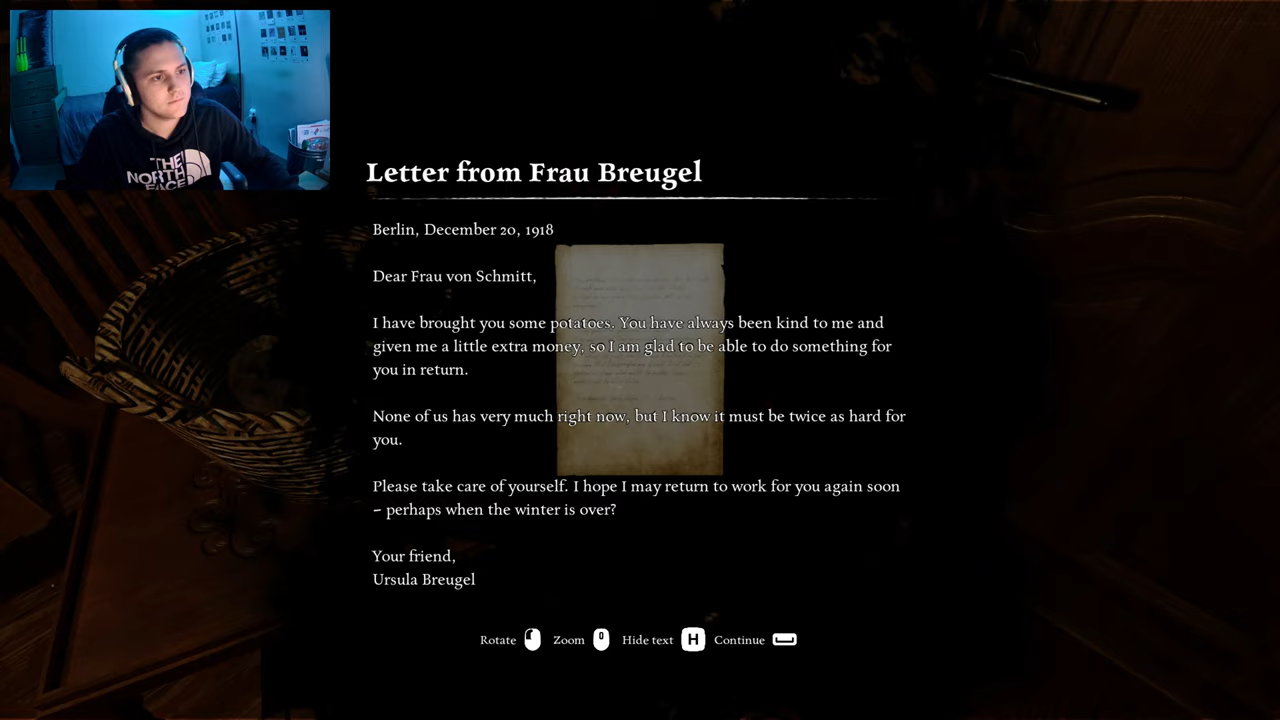 THE
NORTH
FACE
Letter from Frau Breugel
Berlin, December 20, 1918
Dear Frau von Schmitt,
I have brought you some potatoes. You have always been kind to me and
given me a little extra money, so I am glad to be able to do something for
you in return.
None of us has very much right now, but I know it must be twice as hard for
you.
Please take care of yourself. I hope I may return to work for you again soon
– perhaps when the winter is over?
Your friend,
Ursula Breugel
Rotate Zoom Hide text H Continue